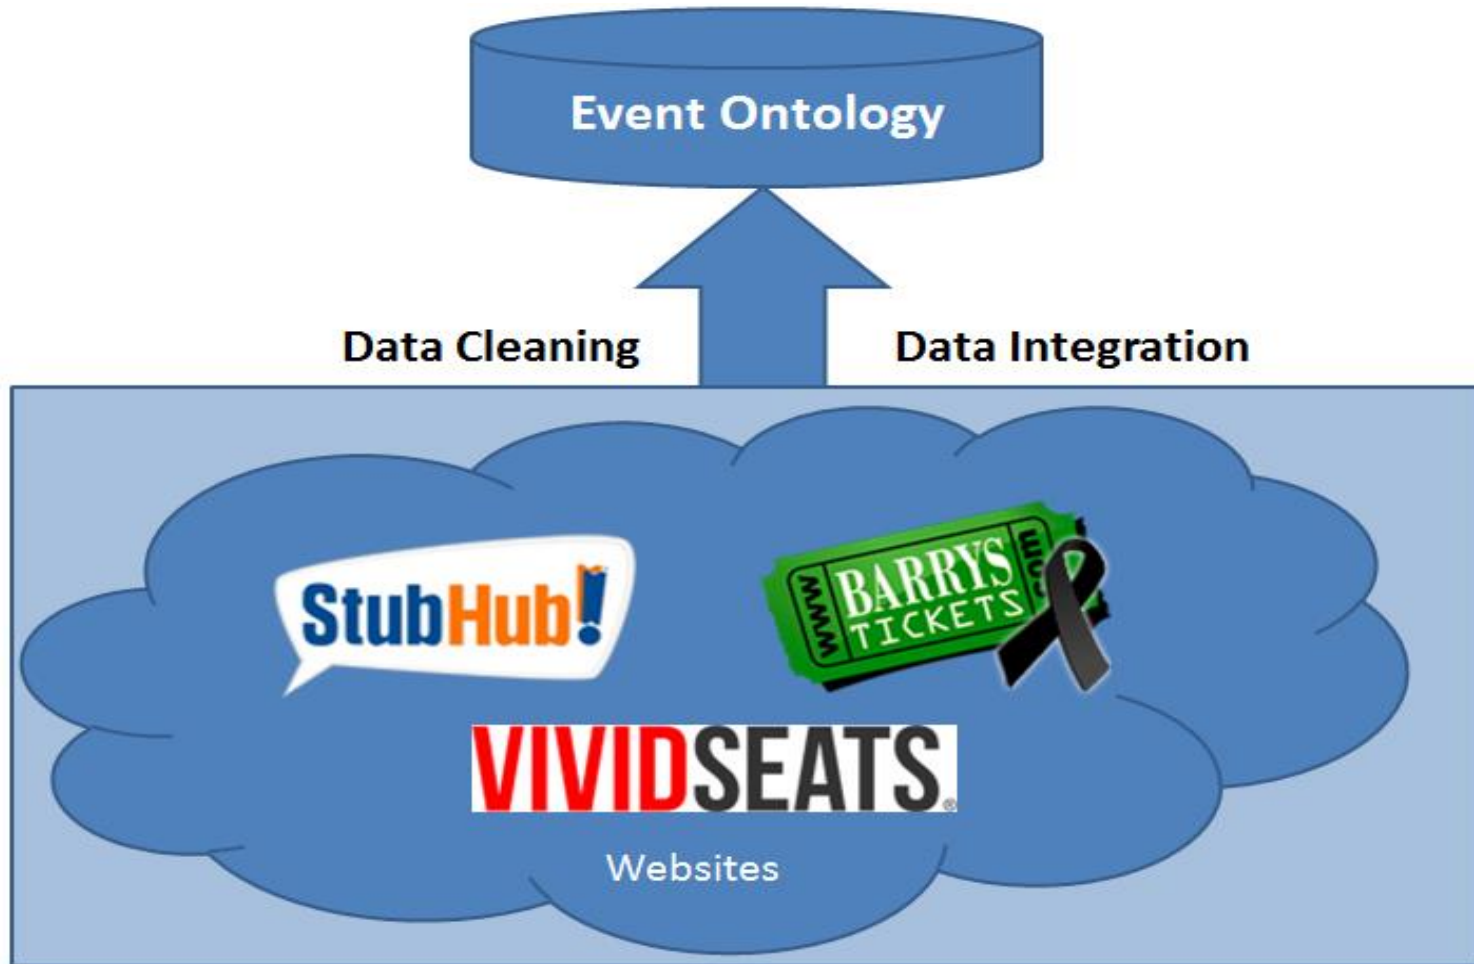 Event Ontology
Data Cleaning
Data Integration
StubHub!
www
BARRYS
TICKETS
.com
VIVIDSEATS®
Websites